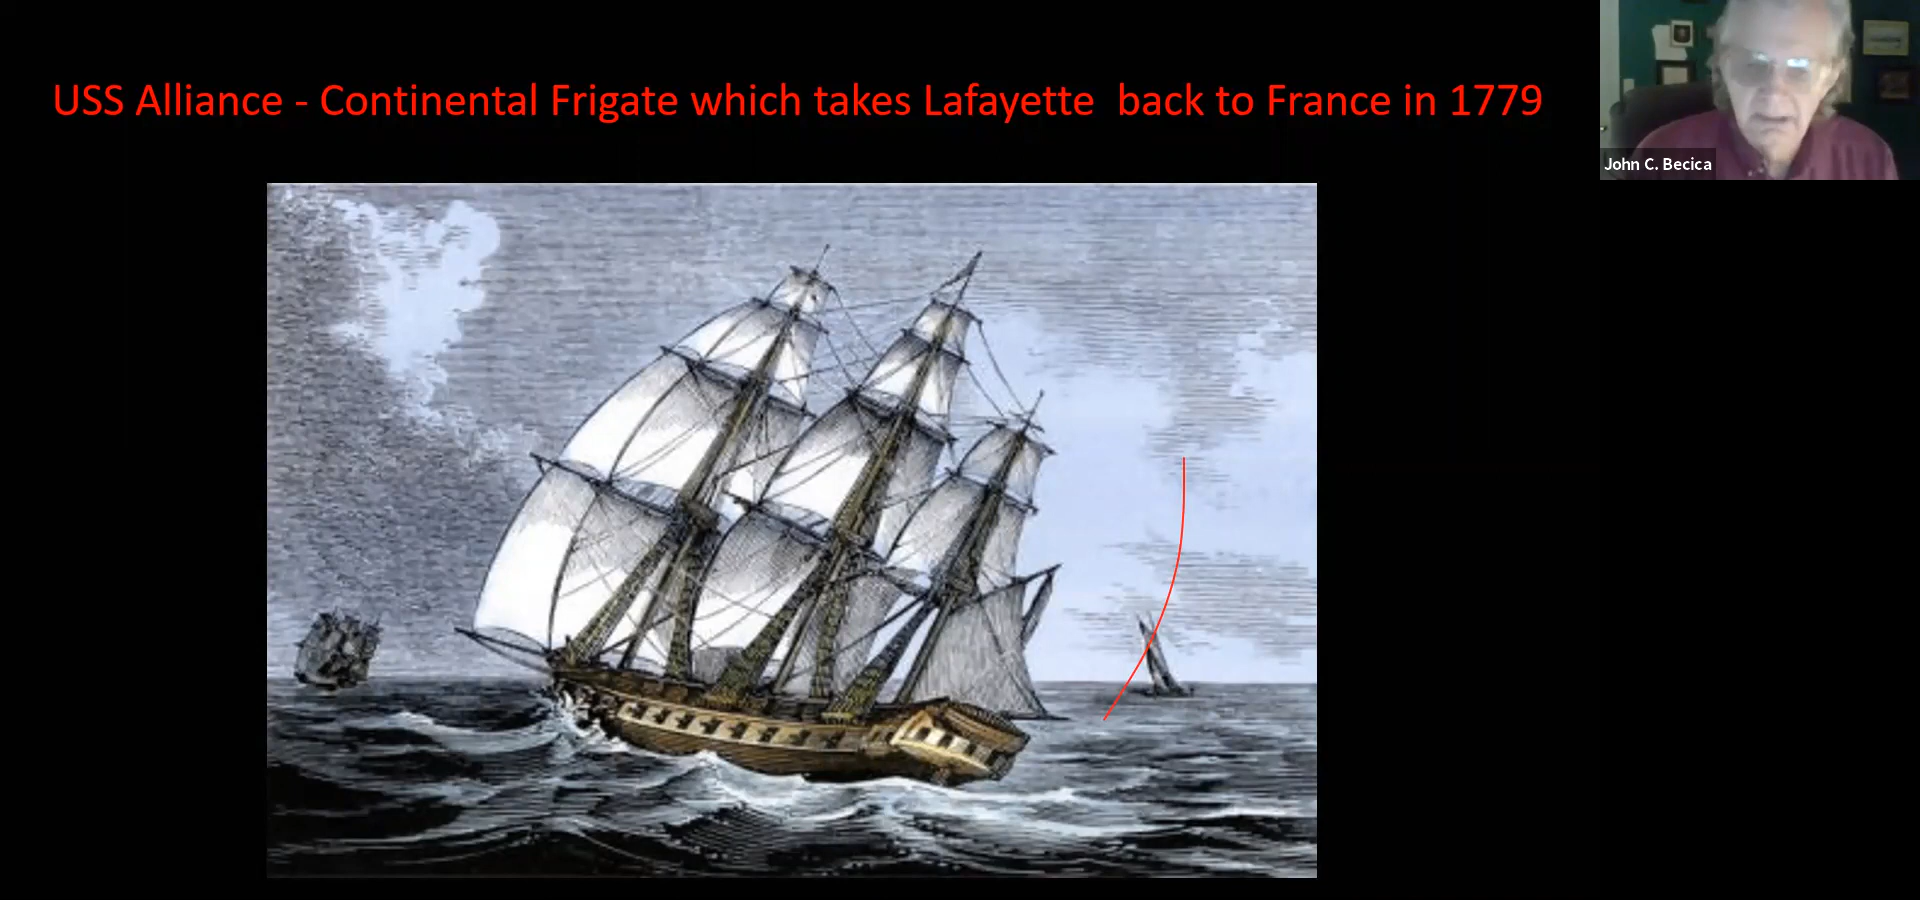 USS Alliance - Continental Frigate which takes Lafayette  back to France in 1779
John C. Becica